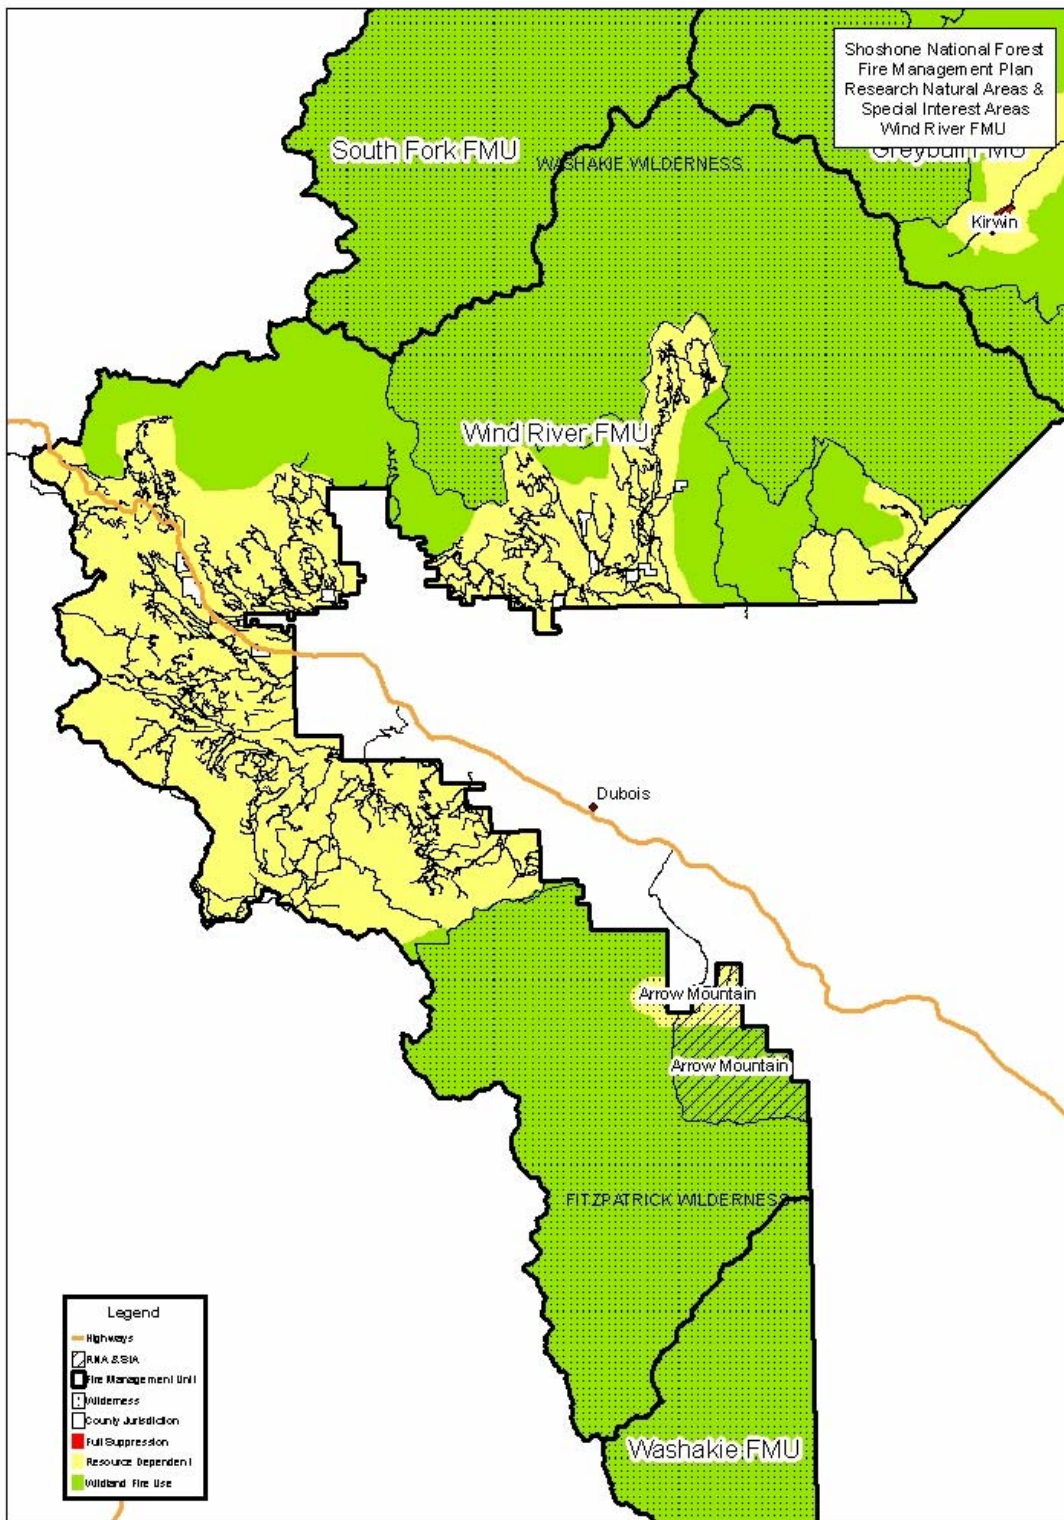 Shoshone National Forest
Fire Management Plan
Research Natural Areas &
Special Interest Areas
Wind River FMU
Greybull FMU
South Fork FMU
WASHAKIE WILDERNESS
Kirwin
Wind River FMU
Dubois
Arrow Mountain
Arrow Mountain
FITZPATRICK WILDERNESS
Washakie FMU
Legend
Highways
RNA & SIA
Fire Management Unit
Wilderness
County Jurisdiction
Full Suppression
Resource Dependent
Wildland Fire Use